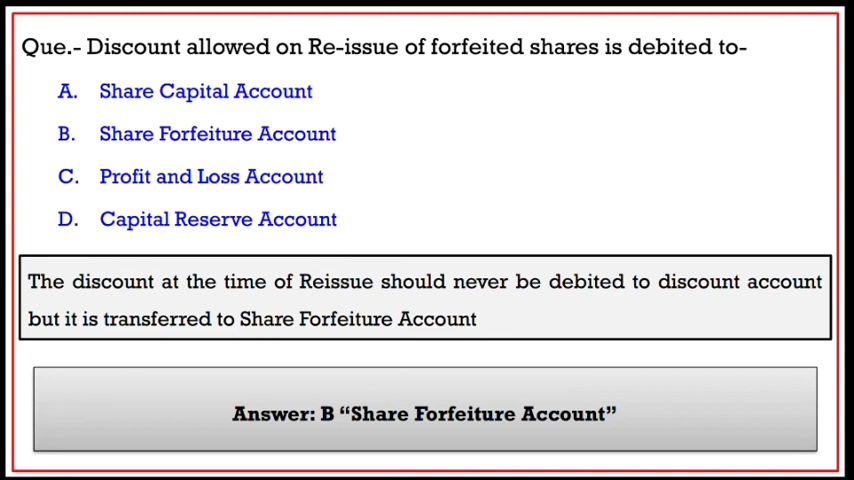 Que.- Discount allowed on Re-issue of forfeited shares is debited to-
A. Share Capital Account
B. Share Forfeiture Account
C. Profit and Loss Account
D. Capital Reserve Account
The discount at the time of Reissue should never be debited to discount account
but it is transferred to Share Forfeiture Account
Answer: B “Share Forfeiture Account”